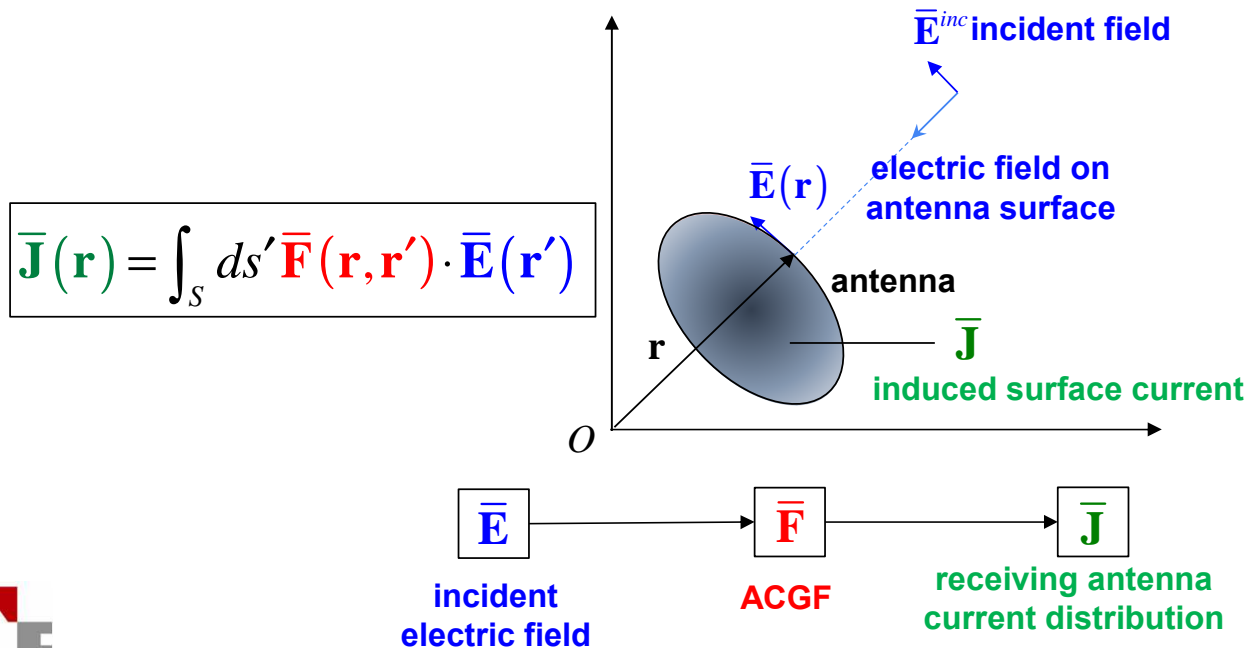 Ē^inc incident field
electric field on
antenna surface
Ē(r)
J̄(r) = ∫_S ds′ F̄(r, r′) · Ē(r′)
antenna
r
J̄
induced surface current
O
Ē
F̄
J̄
incident
electric field
ACGF
receiving antenna
current distribution